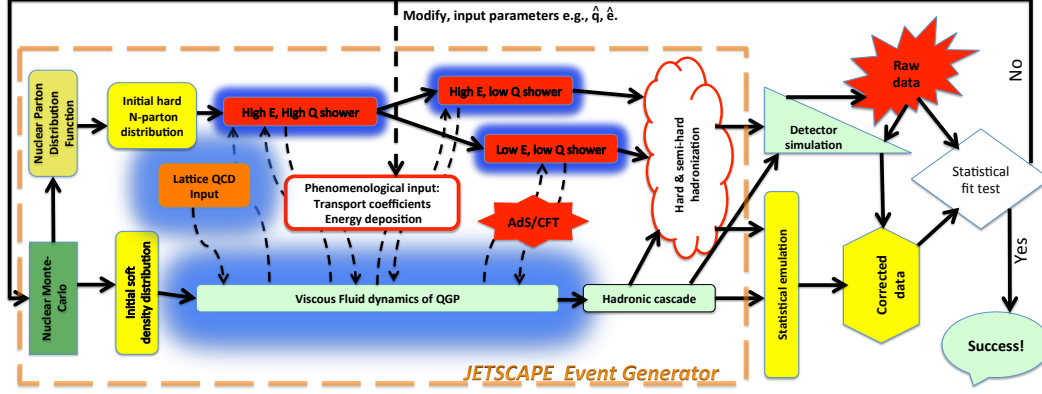 Modify, input parameters e.g., q̂, ê.
No
Nuclear Parton
Distribution
Function
Initial hard
N-parton
distribution
High E, High Q shower
High E, low Q shower
Low E, low Q shower
Hard & semi-hard
hadronization
Raw
data
Detector
simulation
Statistical
fit test
Lattice QCD
Input
Phenomenological input:
Transport coefficients
Energy deposition
AdS/CFT
Nuclear Monte-
Carlo
Initial soft
density distribution
Viscous Fluid dynamics of QGP
Hadronic cascade
Statistical emulation
Corrected
data
Yes
Success!
JETSCAPE Event Generator